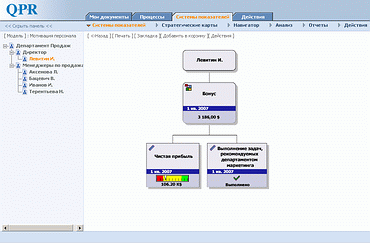 QPR
Мои документы Процессы Системы показателей Действия
<< Скрыть панель Системы показателей Стратегические карты Навигатор Анализ Отчеты Действия
[ Модель ] : Мотивация персонала
[ <<Назад ] [ Печать ] [ Закладка ] [ Добавить в корзину ] [ Действия ]
Департамент Продаж
Директор
Левитин И.
Менеджеры по продажа
Аксенова Л.
Бацевич В.
Иванов И.
Терентьева Н.
Левитин И.
Бонус
1 кв. 2007
3 186,00 $
Чистая прибыль
1 кв. 2007
106.20 K$
Выполнение задач, рекомендуемых департаментом маркетинга
1 кв. 2007
Выполнено